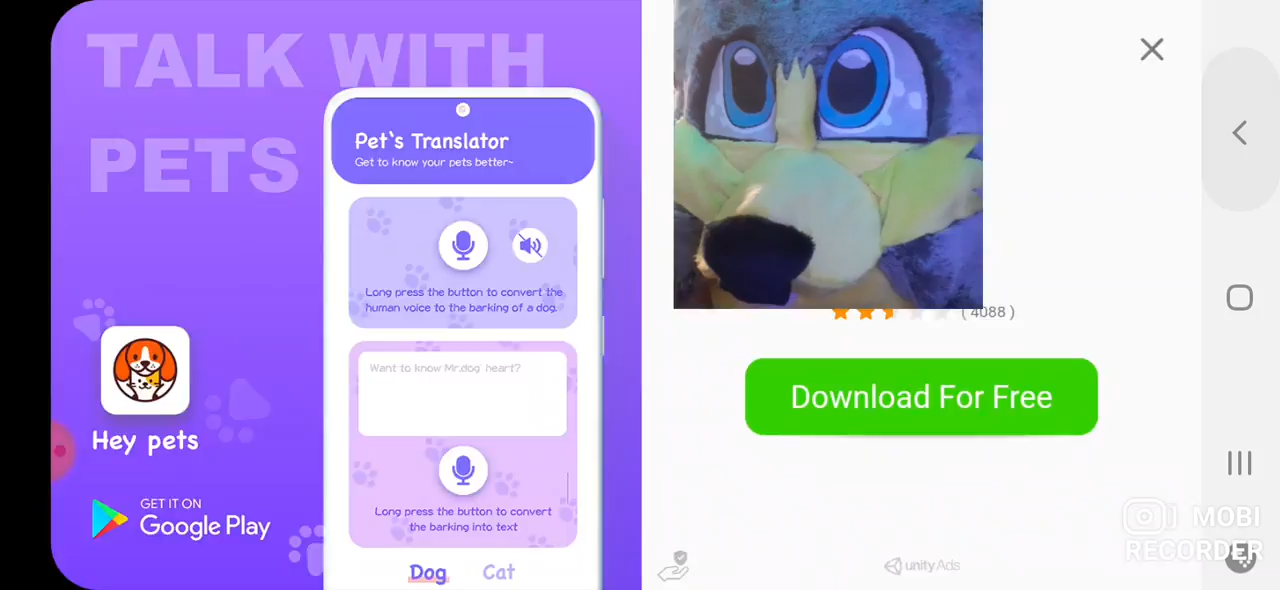 TALK WITH
PETS
Pet`s Translator
Get to know your pets better~
Long press the button to convert the
human voice to the barking of a dog.
Want to know Mr.dog' heart?
Long press the button to convert
the barking into text
Dog Cat
Hey pets
GET IT ON
Google Play
( 4088 )
Download For Free
unityAds
MOBI
RECORDER